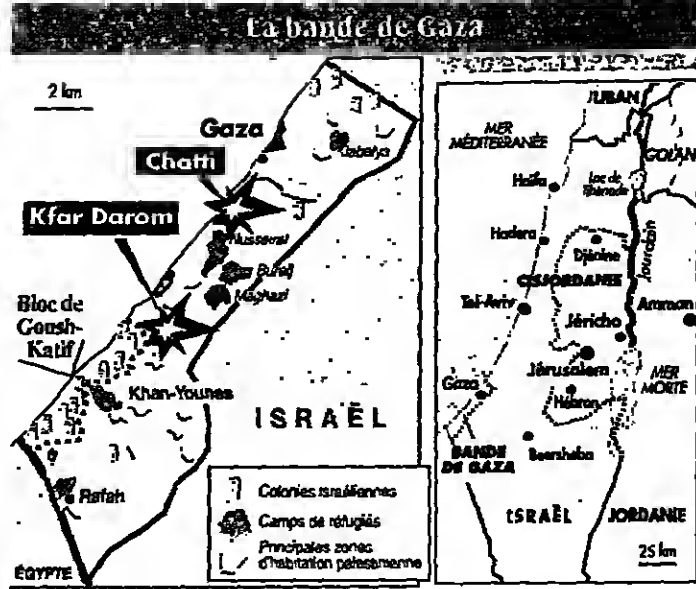 La bande de Gaza
2 km
Gaza
Jabalya
Chatti
Kfar Darom
Nusseirat
Bureij
Maghazi
Bloc de
Goush-
Katif
Khan-Younes
ISRAËL
Rafah
ÉGYPTE
Colonies israéliennes
Camps de réfugiés
Principales zones
d'habitation palestinienne
LIBAN
MER
MÉDITERRANÉE
GOLAN
Lac de
Tibériade
Haïfa
Hadera
Djénine
CISJORDANIE
Jourdain
Tel-Aviv
Amman
Jéricho
Jérusalem
Gaza
Hébron
MER
MORTE
BANDE
DE GAZA
Beersheba
ISRAËL
JORDANIE
25 km